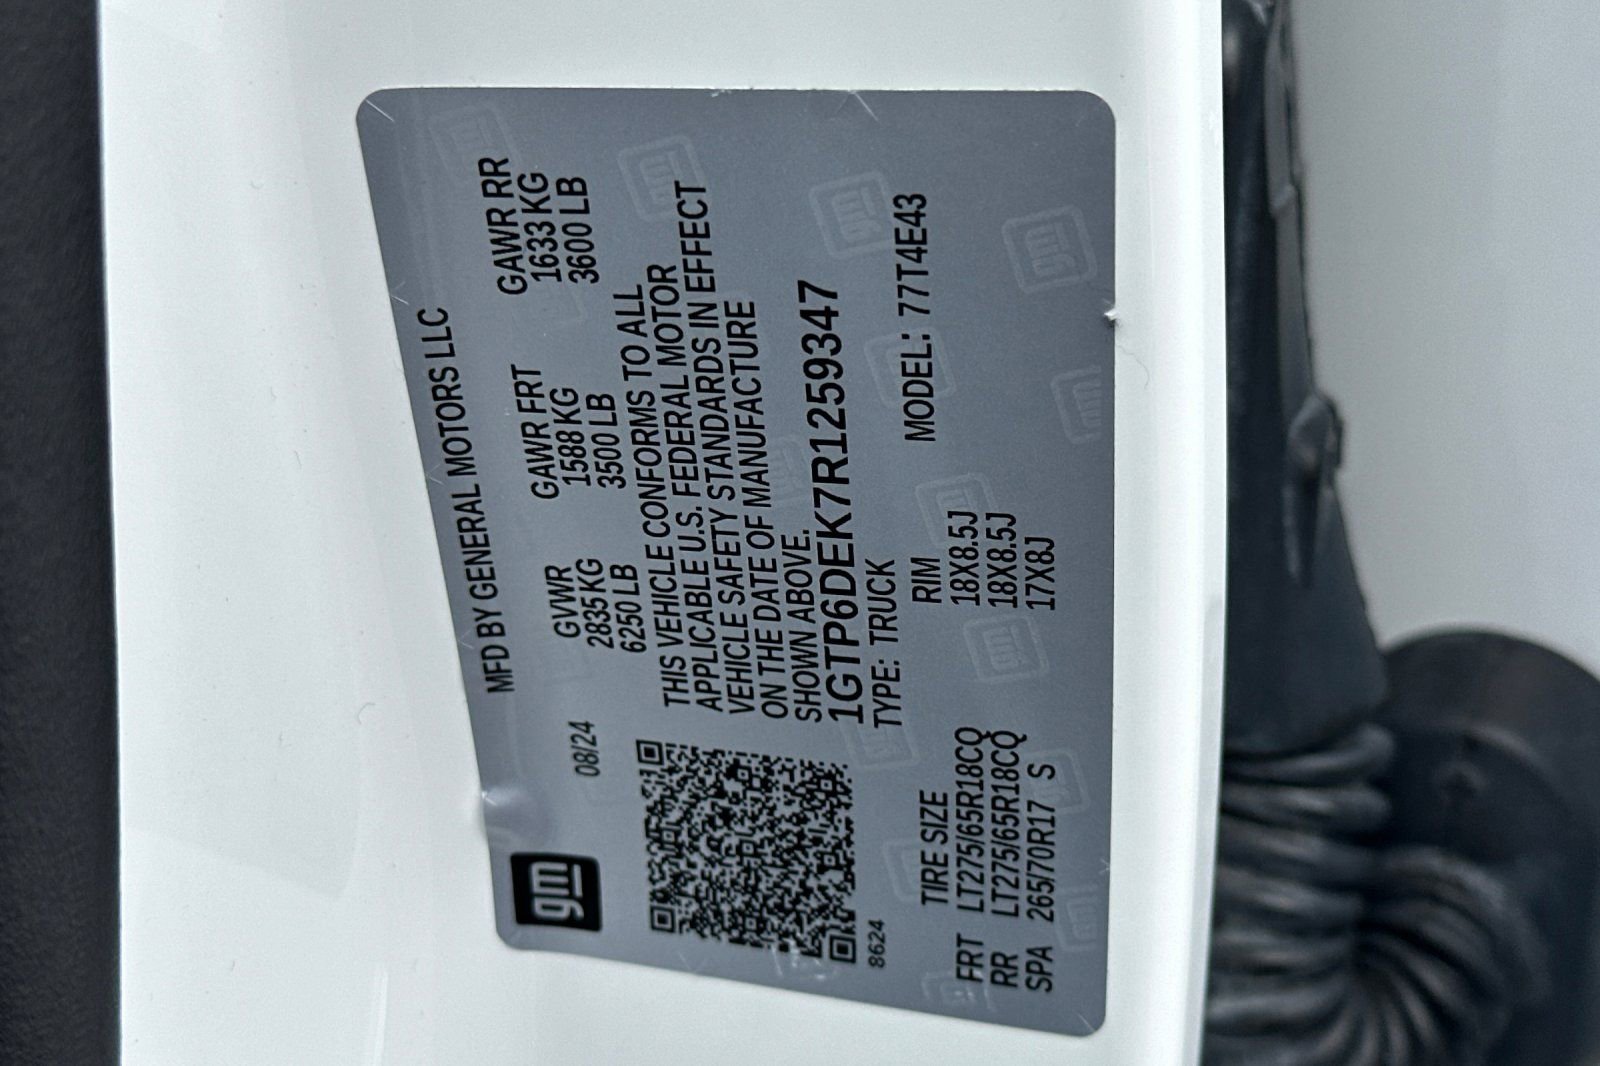 gm
MFD BY GENERAL MOTORS LLC
08/24
GVWR GAWR FRT GAWR RR
2835 KG 1588 KG 1633 KG
6250 LB 3500 LB 3600 LB
THIS VEHICLE CONFORMS TO ALL
APPLICABLE U.S. FEDERAL MOTOR
VEHICLE SAFETY STANDARDS IN EFFECT
ON THE DATE OF MANUFACTURE
SHOWN ABOVE.
1GTP6DEK7R1259347
TYPE: TRUCK MODEL: 77T4E43
8624
TIRE SIZE RIM
FRT LT275/65R18CQ 18X8.5J
RR LT275/65R18CQ 18X8.5J
SPA 265/70R17 S 17X8J